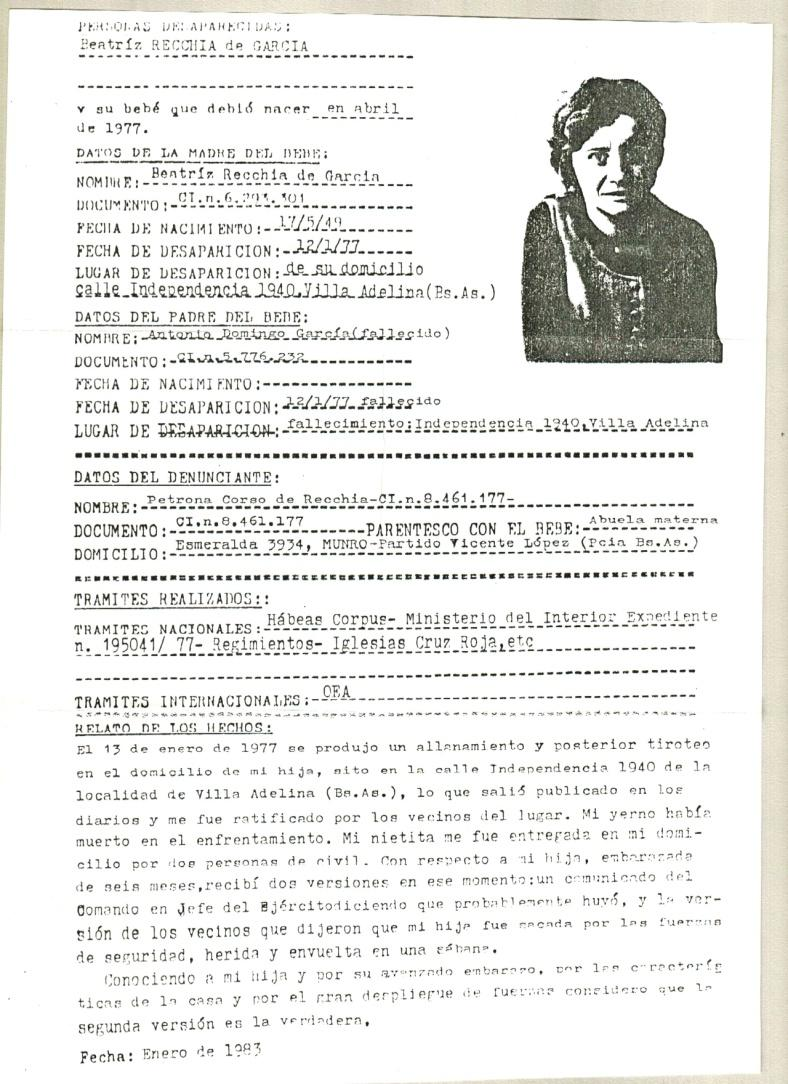 PERSONAS DESAPARECIDAS:
Beatríz RECCHIA de GARCIA
y su bebé que debió nacer en abril
de 1977.
DATOS DE LA MADRE DEL BEBE:
NOMBRE: Beatríz Recchia de Garcia
DOCUMENTO: CI.n.6.293.301
FECHA DE NACIMIENTO: 17/5/49
FECHA DE DESAPARICION: 12/1/77
LUGAR DE DESAPARICION: de su domicilio
calle Independencia 1940,Villa Adelina(Bs.As.)
DATOS DEL PADRE DEL BEBE:
NOMBRE: Antonio Domingo García(fallecido)
DOCUMENTO: CI.n.5.776.232
FECHA DE NACIMIENTO:
FECHA DE DESAPARICION: 12/1/77 fallecido
LUGAR DE DESAPARICION: fallecimiento:Independencia 1940,Villa Adelina
DATOS DEL DENUNCIANTE:
NOMBRE: Petrona Corso de Recchia-CI.n.8.461.177-
DOCUMENTO: CI.n.8.461.177 PARENTESCO CON EL BEBE: Abuela materna
DOMICILIO: Esmeralda 3934, MUNRO-Partido Vicente López (Pcia Bs.As.)
TRAMITES REALIZADOS::
TRAMITES NACIONALES: Hábeas Corpus- Ministerio del Interior Expediente
n. 195041/ 77- Regimientos- Iglesias Cruz Roja,etc
TRAMITES INTERNACIONALES: OEA
RELATO DE LOS HECHOS:
El 13 de enero de 1977 se produjo un allanamiento y posterior tiroteo
en el domicilio de mi hija, sito en la calle Independencia 1940 de la
localidad de Villa Adelina (Bs.As.), lo que salió publicado en los
diarios y me fue ratificado por los vecinos del lugar. Mi yerno había
muerto en el enfrentamiento. Mi nietita me fue entregada en mi domi-
cilio por dos personas de civil. Con respecto a mi hija, embarazada
de seis meses,recibí dos versiones en ese momento:un comunicado del
Comando en Jefe del Ejércitodiciendo que probablemente huyó, y la ver-
sión de los vecinos que dijeron que mi hija fue sacada por las fuerzas
de seguridad, herida y envuelta en una sábana.
Conociendo a mi hija y por su avanzado embarazo, por las caracterís
ticas de la casa y por el gran despliegue de fuerzas considero que la
segunda versión es la verdadera.
Fecha: Enero de 1983